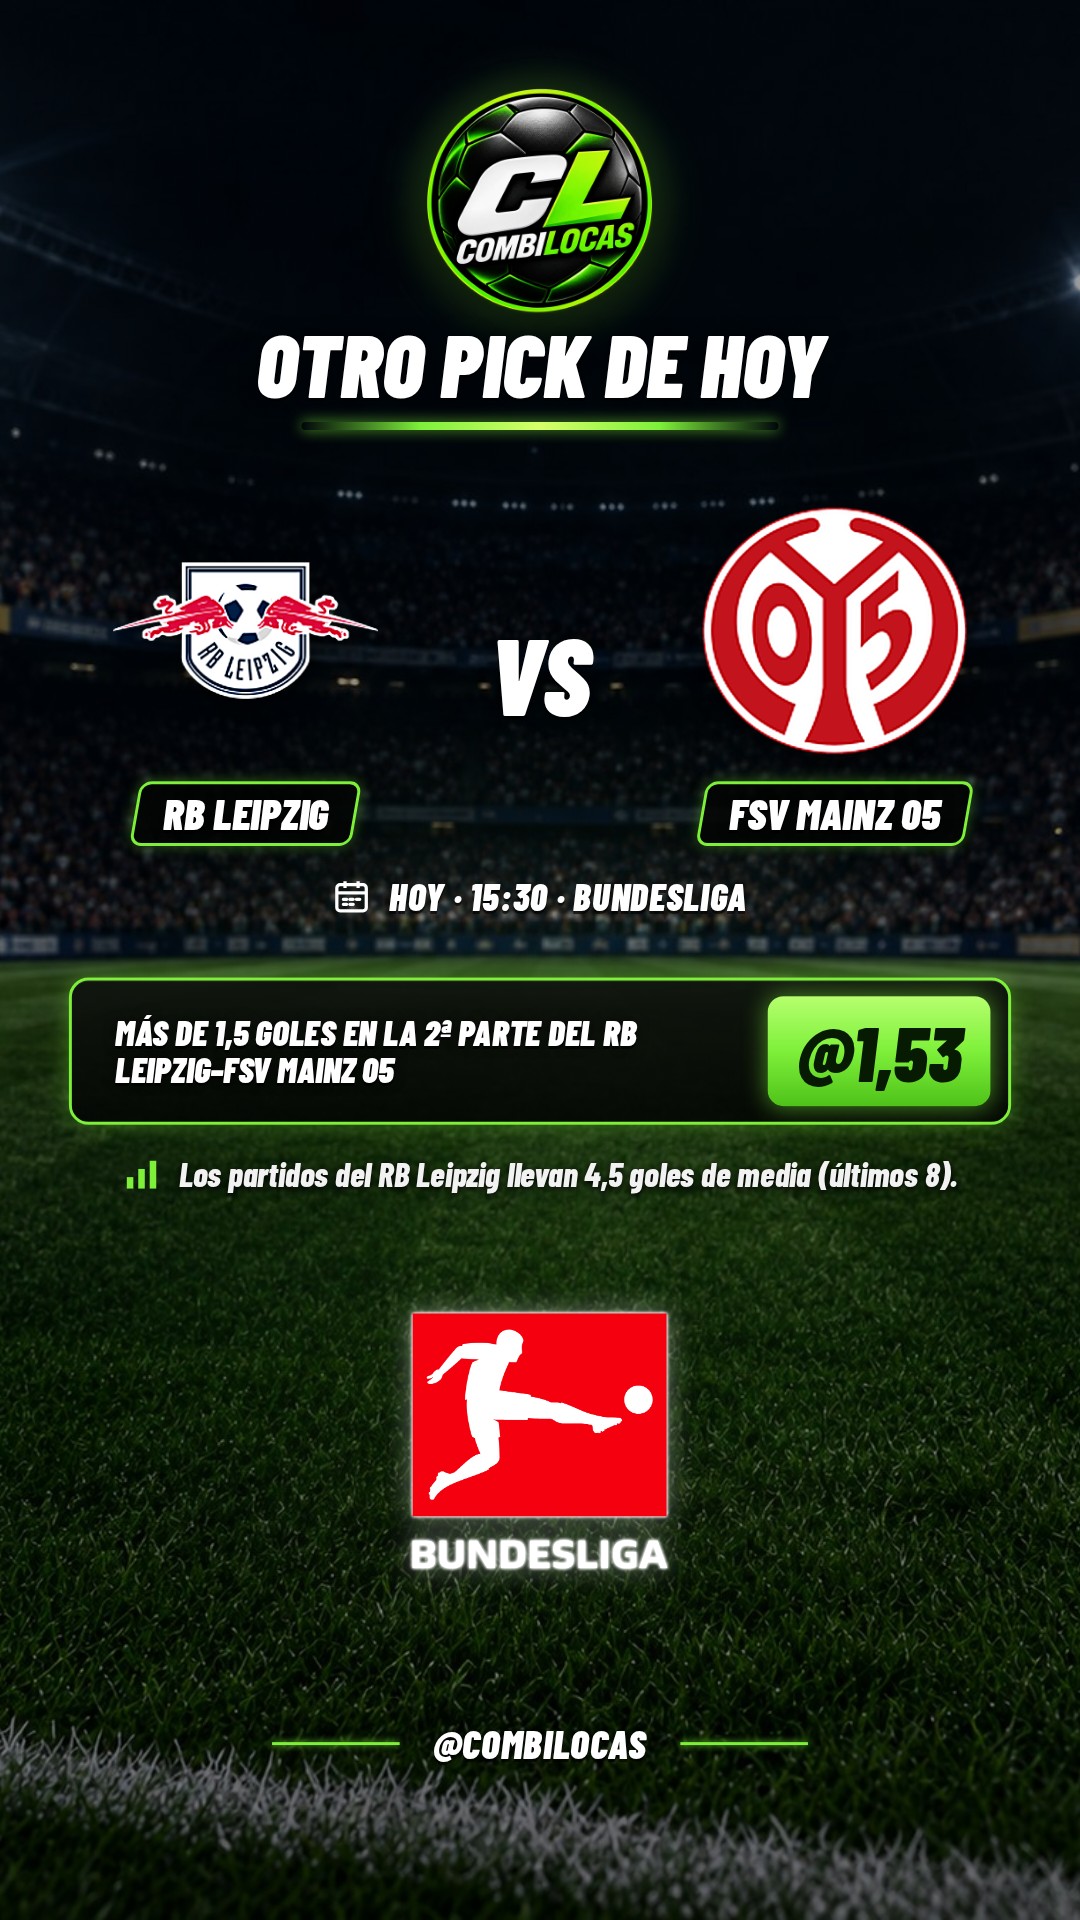 CL
COMBILOCAS
OTRO PICK DE HOY
RB LEIPZIG
05
VS
RB LEIPZIG
FSV MAINZ 05
HOY · 15:30 · BUNDESLIGA
MÁS DE 1,5 GOLES EN LA 2ª PARTE DEL RB
LEIPZIG-FSV MAINZ 05
@1,53
Los partidos del RB Leipzig llevan 4,5 goles de media (últimos 8).
BUNDESLIGA
@COMBILOCAS